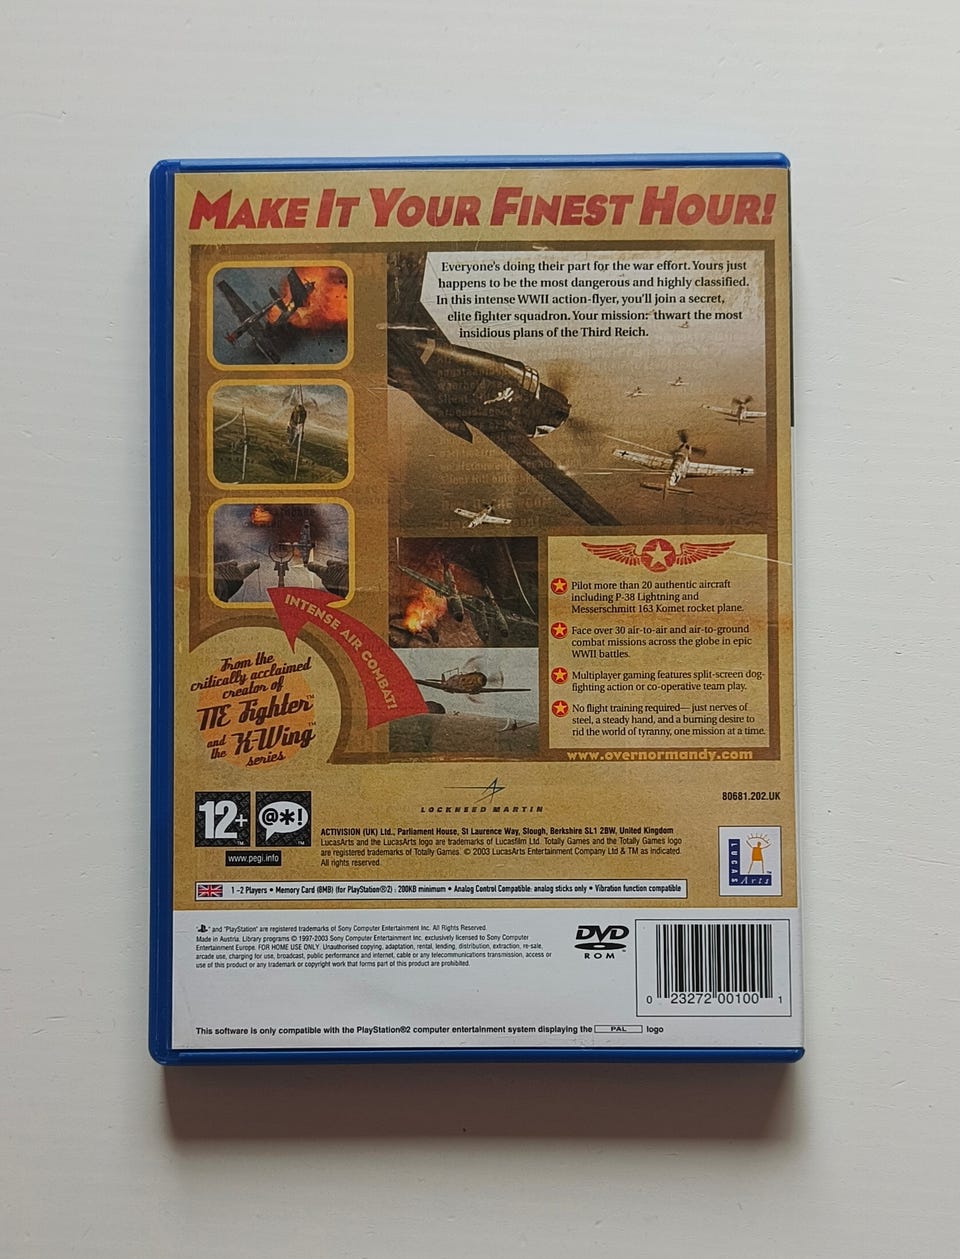 MAKE IT YOUR FINEST HOUR!
Everyone's doing their part for the war effort. Yours just
happens to be the most dangerous and highly classified.
In this intense WWII action-flyer, you'll join a secret,
elite fighter squadron. Your mission: thwart the most
insidious plans of the Third Reich.
INTENSE AIR COMBAT!
From the
critically acclaimed
creator of
TIE Fighter™
and the X-Wing™
series
Pilot more than 20 authentic aircraft
including P-38 Lightning and
Messerschmitt 163 Komet rocket plane.
Face over 30 air-to-air and air-to-ground
combat missions across the globe in epic
WWII battles.
Multiplayer gaming features split-screen dog-
fighting action or co-operative team play.
No flight training required— just nerves of
steel, a steady hand, and a burning desire to
rid the world of tyranny, one mission at a time.
www.overnormandy.com
LOCKHEED MARTIN
80681.202.UK
12+
@*!
www.pegi.info
ACTIVISION (UK) Ltd., Parliament House, St Laurence Way, Slough, Berkshire SL1 2BW, United Kingdom
LucasArts and the LucasArts logo are trademarks of Lucasfilm Ltd. Totally Games and the Totally Games logo
are registered trademarks of Totally Games. © 2003 LucasArts Entertainment Company Ltd & TM as indicated.
All rights reserved.
LUCAS Arts
1 -2 Players • Memory Card (8MB) (for PlayStation®2) : 200KB minimum • Analog Control Compatible: analog sticks only • Vibration function compatible
" " and "PlayStation" are registered trademarks of Sony Computer Entertainment Inc. All Rights Reserved.
Made in Austria. Library programs © 1997-2003 Sony Computer Entertainment Inc. exclusively licensed to Sony Computer
Entertainment Europe. FOR HOME USE ONLY. Unauthorised copying, adaptation, rental, lending, distribution, extraction, re-sale,
arcade use, charging for use, broadcast, public performance and internet, cable or any telecommunications transmission, access or
use of this product or any trademark or copyright work that forms part of this product are prohibited.
DVD
ROM
0 23272 00100 1
This software is only compatible with the PlayStation®2 computer entertainment system displaying the PAL logo